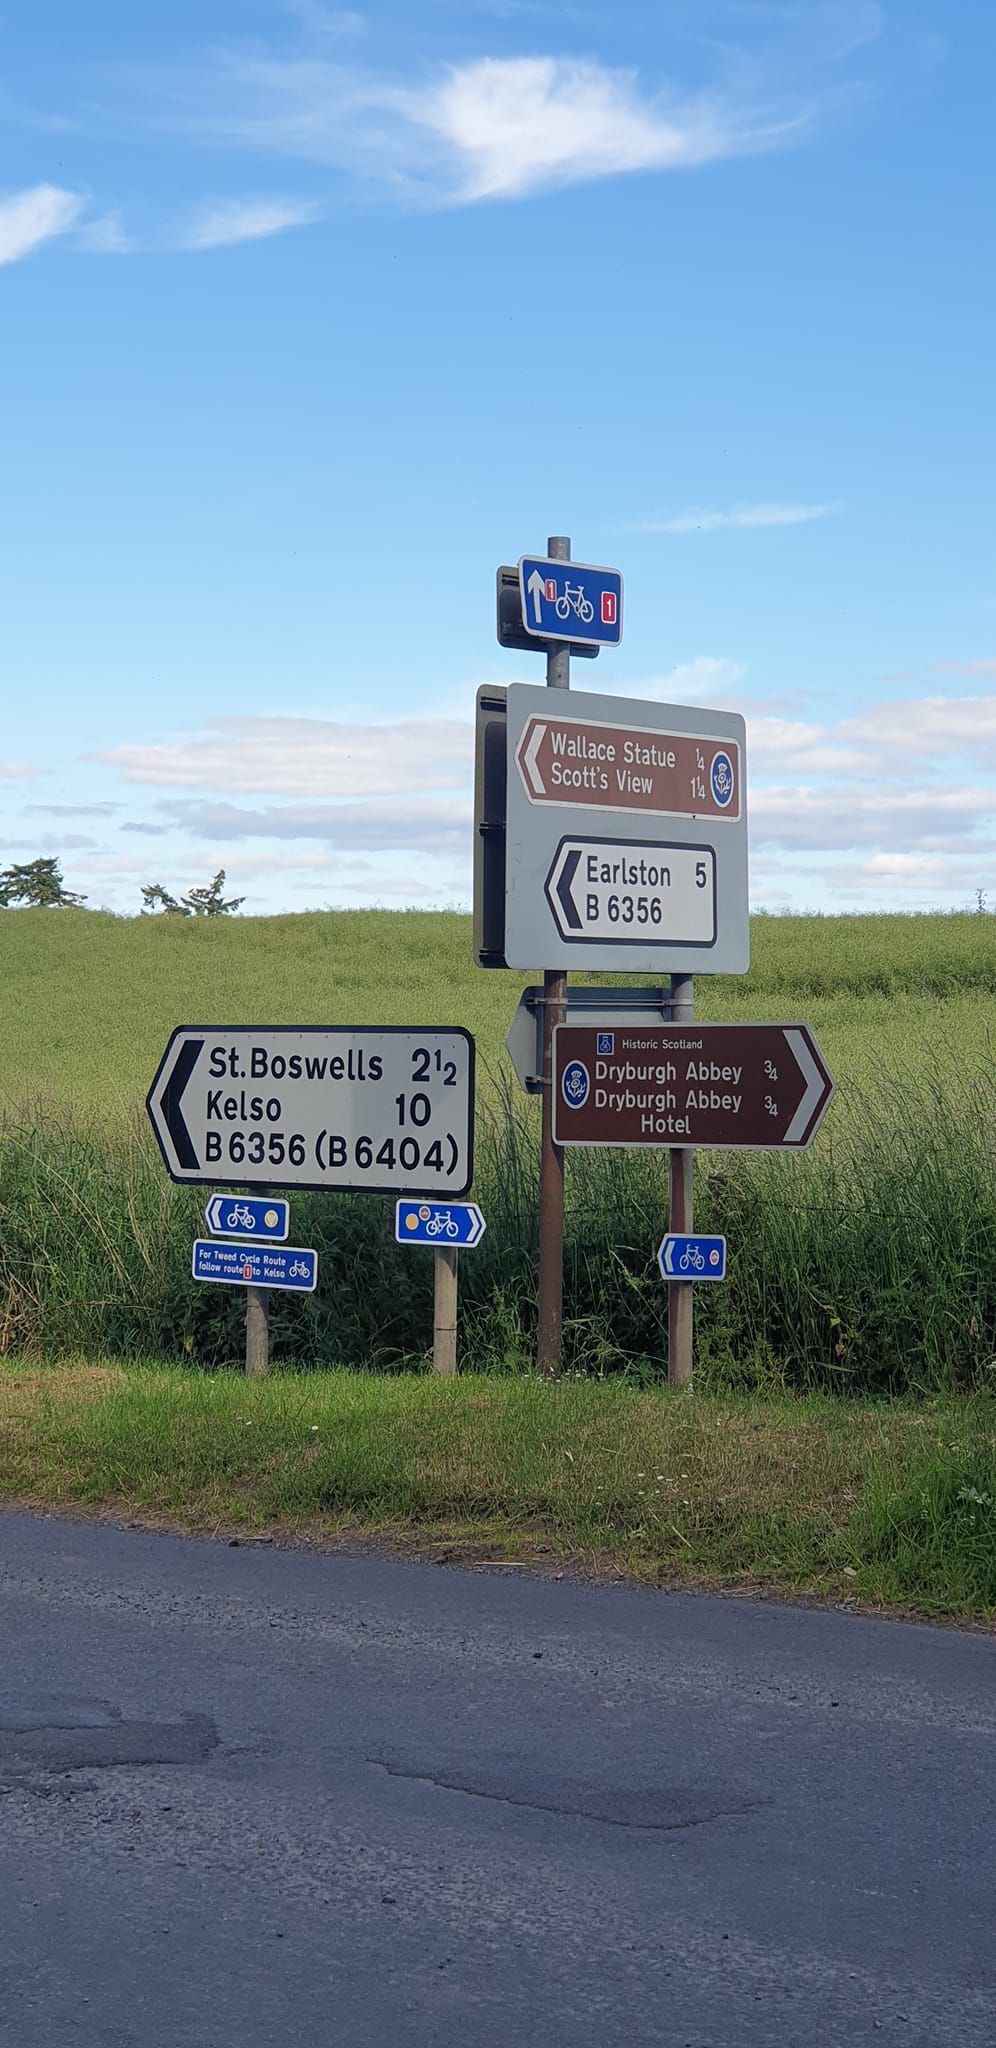 1 1
Wallace Statue ¼
Scott's View 1¼
Earlston 5
B 6356
St. Boswells 2½
Kelso 10
B 6356 (B 6404)
Historic Scotland
Dryburgh Abbey ¾
Dryburgh Abbey ¾
Hotel
For Tweed Cycle Route
follow route 1 to Kelso